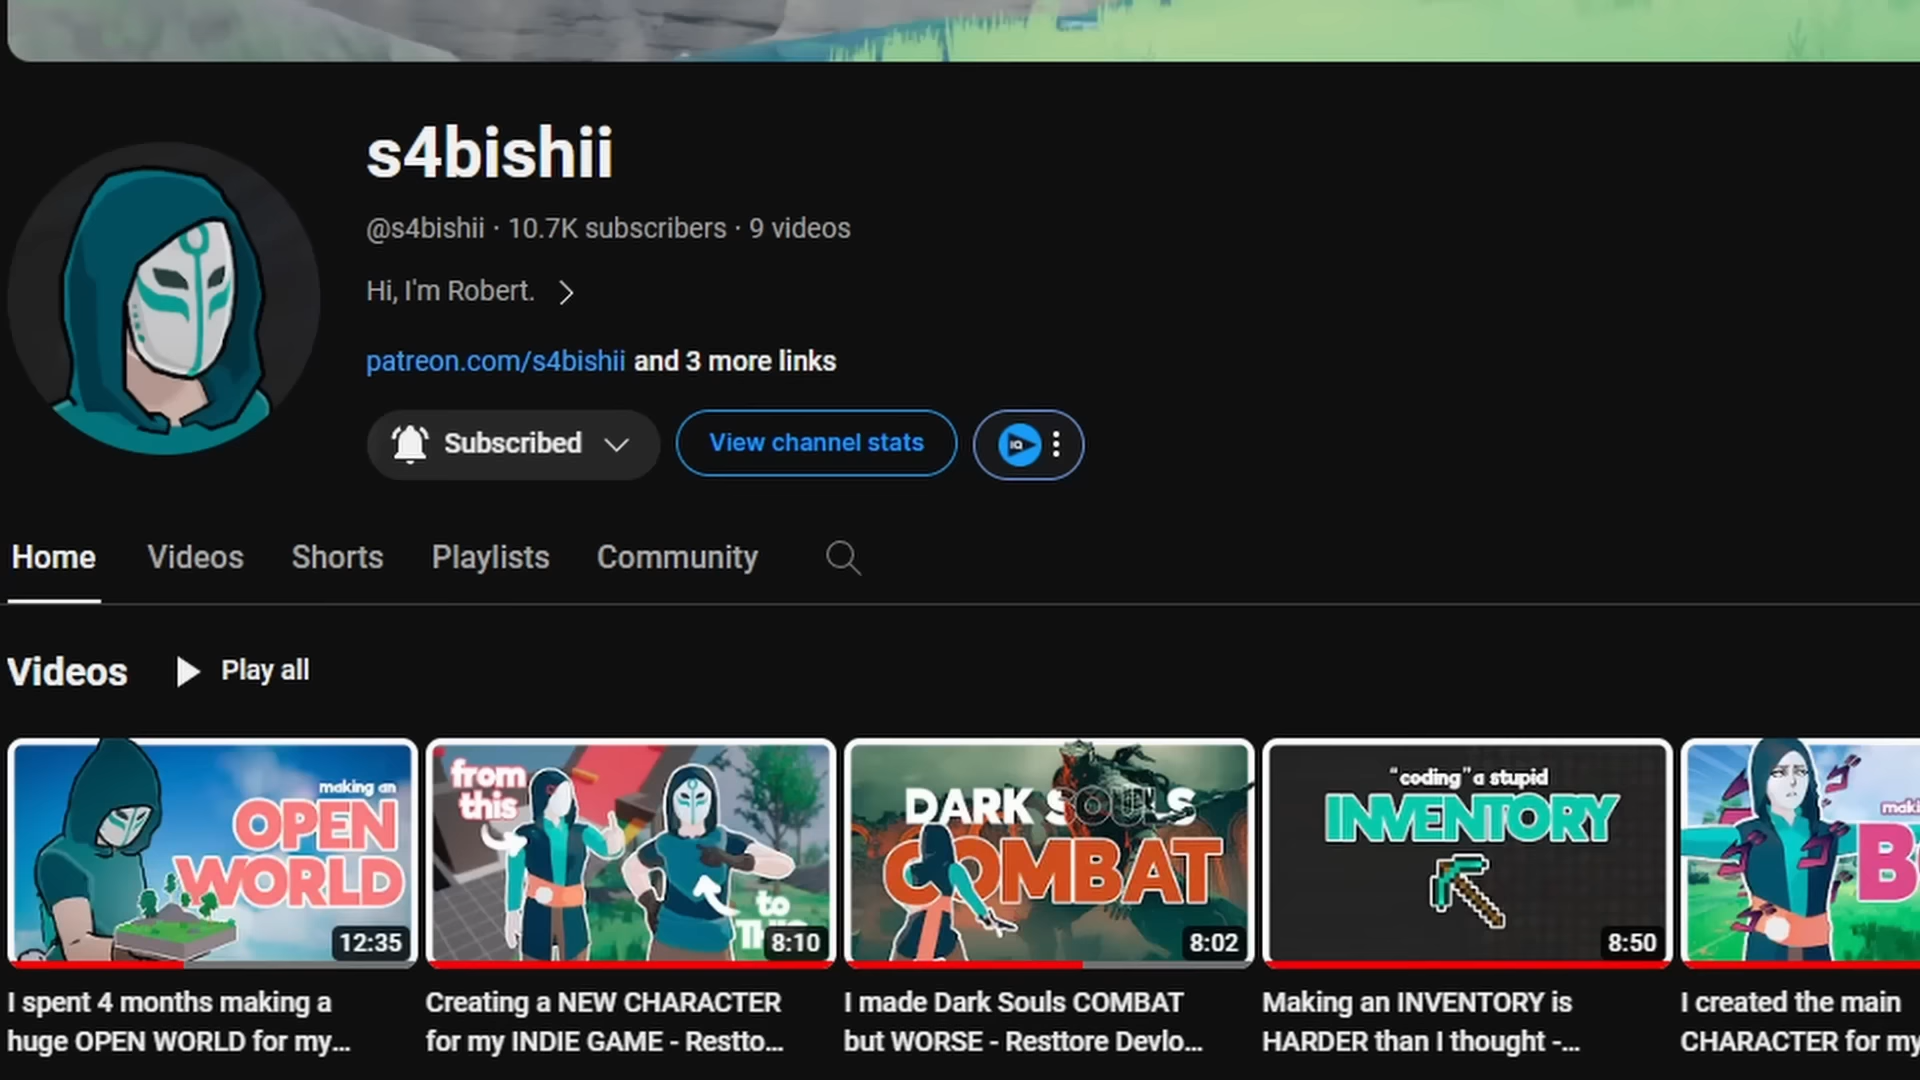 s4bishii
@s4bishii · 10.7K subscribers · 9 videos
Hi, I'm Robert.
patreon.com/s4bishii and 3 more links
Subscribed
View channel stats
IQ
Home Videos Shorts Playlists Community
Videos Play all
making an
OPEN
WORLD
12:35
from
this
to
THIS
8:10
DARK SOULS
COMBAT
8:02
"coding" a stupid
INVENTORY
8:50
I spent 4 months making a
huge OPEN WORLD for my...
Creating a NEW CHARACTER
for my INDIE GAME - Restto...
I made Dark Souls COMBAT
but WORSE - Resttore Devlo...
Making an INVENTORY is
HARDER than I thought -...
I created the main
CHARACTER for my